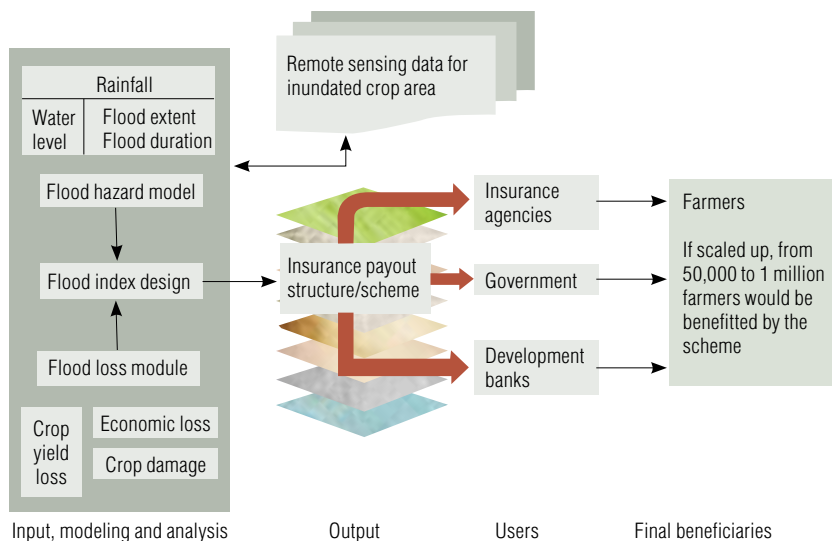 Remote sensing data for
inundated crop area
Rainfall
Water
level
Flood extent
Flood duration
Flood hazard model
Flood index design
Flood loss module
Crop
yield
loss
Economic loss
Crop damage
Insurance payout
structure/scheme
Insurance
agencies
Government
Development
banks
Farmers
If scaled up, from
50,000 to 1 million
farmers would be
benefitted by the
scheme
Input, modeling and analysis
Output
Users
Final beneficiaries